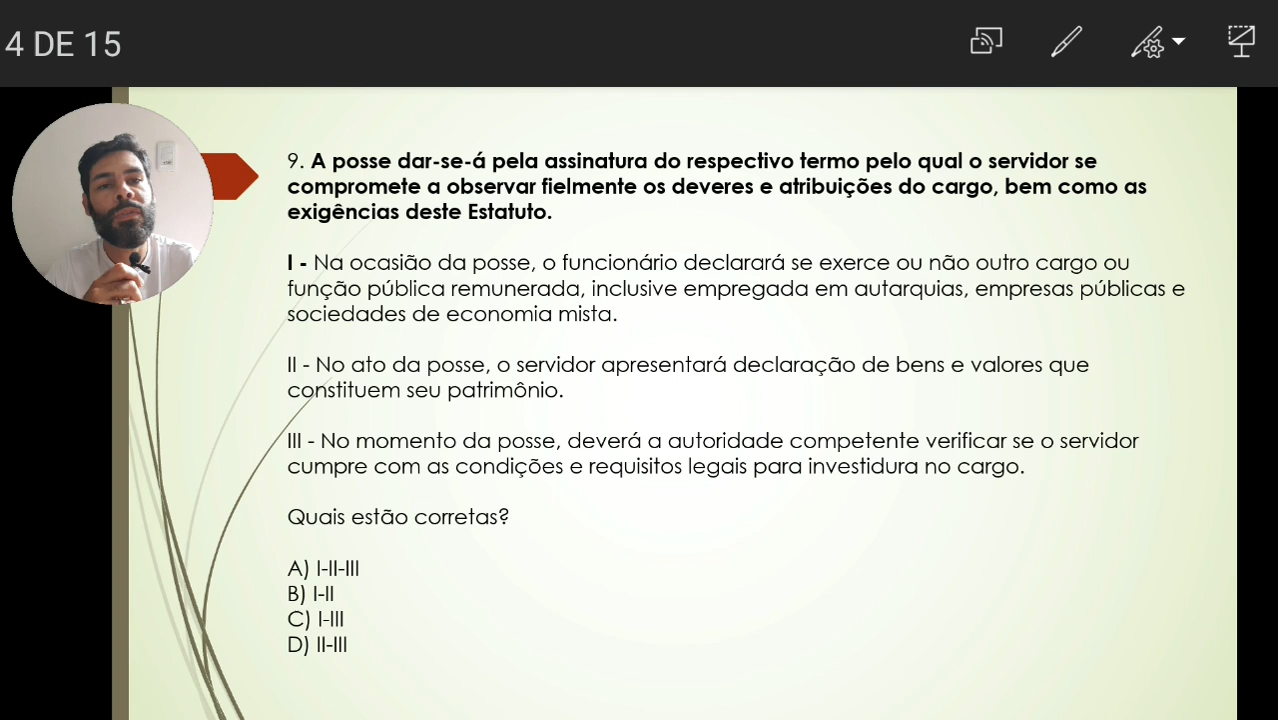 4 DE 15
9. A posse dar-se-á pela assinatura do respectivo termo pelo qual o servidor se
compromete a observar fielmente os deveres e atribuições do cargo, bem como as
exigências deste Estatuto.
I - Na ocasião da posse, o funcionário declarará se exerce ou não outro cargo ou
função pública remunerada, inclusive empregada em autarquias, empresas públicas e
sociedades de economia mista.
II - No ato da posse, o servidor apresentará declaração de bens e valores que
constituem seu patrimônio.
III - No momento da posse, deverá a autoridade competente verificar se o servidor
cumpre com as condições e requisitos legais para investidura no cargo.
Quais estão corretas?
A) I-II-III
B) I-II
C) I-III
D) II-III